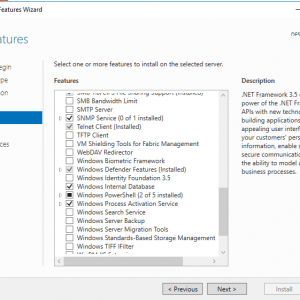 Features Wizard
atures
Select one or more features to install on the selected server.
Features
Description
SMB Bandwidth Limit
SMTP Server
SNMP Service (0 of 1 installed)
Telnet Client (Installed)
TFTP Client
VM Shielding Tools for Fabric Management
WebDAV Redirector
Windows Biometric Framework
Windows Defender Features (Installed)
Windows Identity Foundation 3.5
Windows Internal Database
Windows PowerShell (2 of 5 installed)
Windows Process Activation Service
Windows Search Service
Windows Server Backup
Windows Server Migration Tools
Windows Standards-Based Storage Management
Windows TIFF IFilter
.NET Framework 3.5
power of the .NET F
APIs with new techno
building applications
appealing user interf
your customers' perso
information, enable s
secure communication
the ability to model a
business processes.
egin
ype
tion
ces
< Previous
Next >
Install